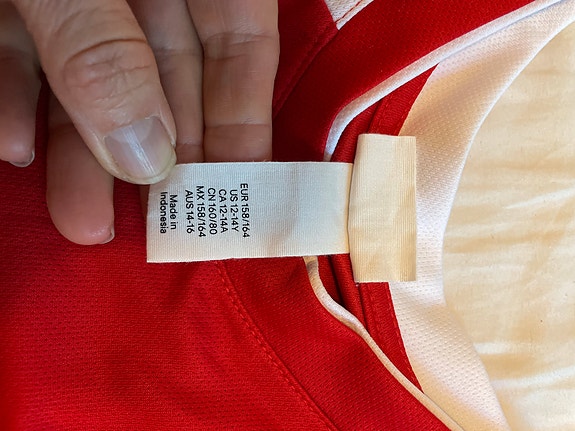 EUR 158/164
US 12-14Y
CA 12-14A
CN 160/80
MX 158/164
AUS 14-16
Made in
Indonesia